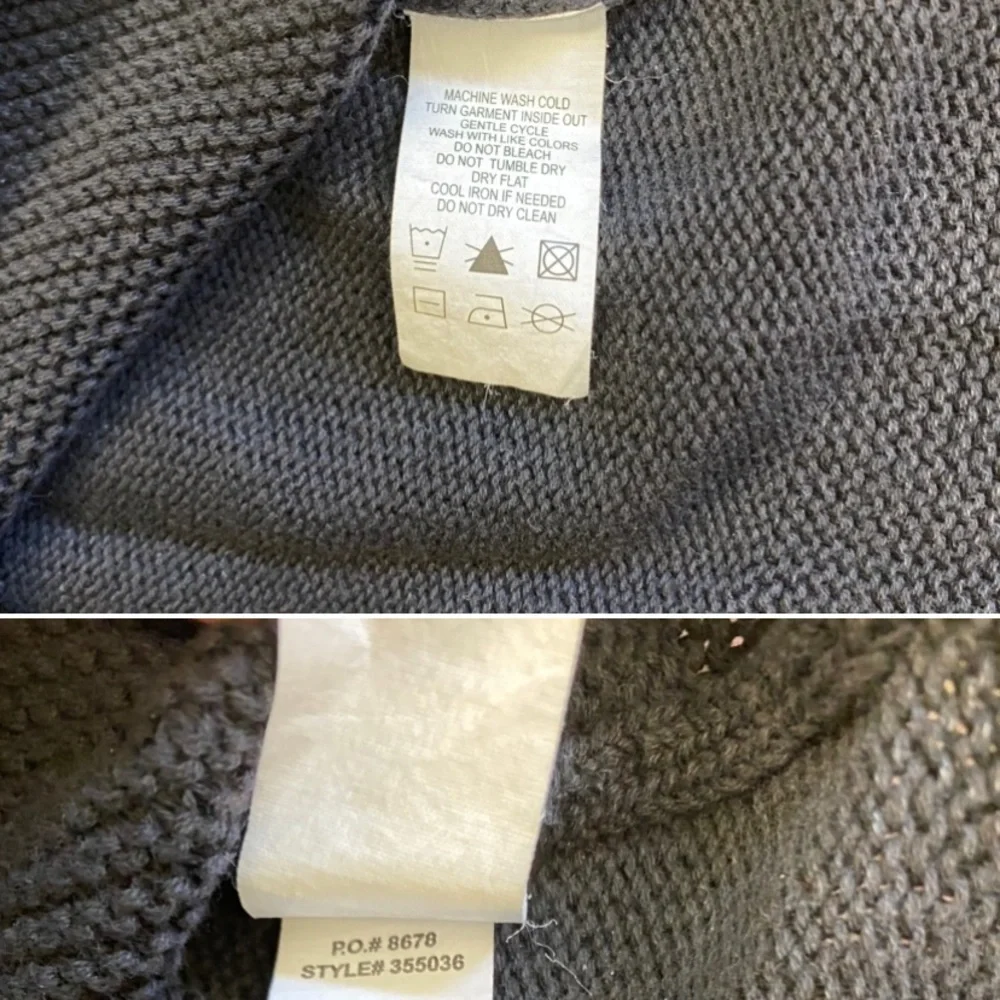 MACHINE WASH COLD
TURN GARMENT INSIDE OUT
GENTLE CYCLE
WASH WITH LIKE COLORS
DO NOT BLEACH
DO NOT TUMBLE DRY
DRY FLAT
COOL IRON IF NEEDED
DO NOT DRY CLEAN
P.O.# 8678
STYLE# 355036